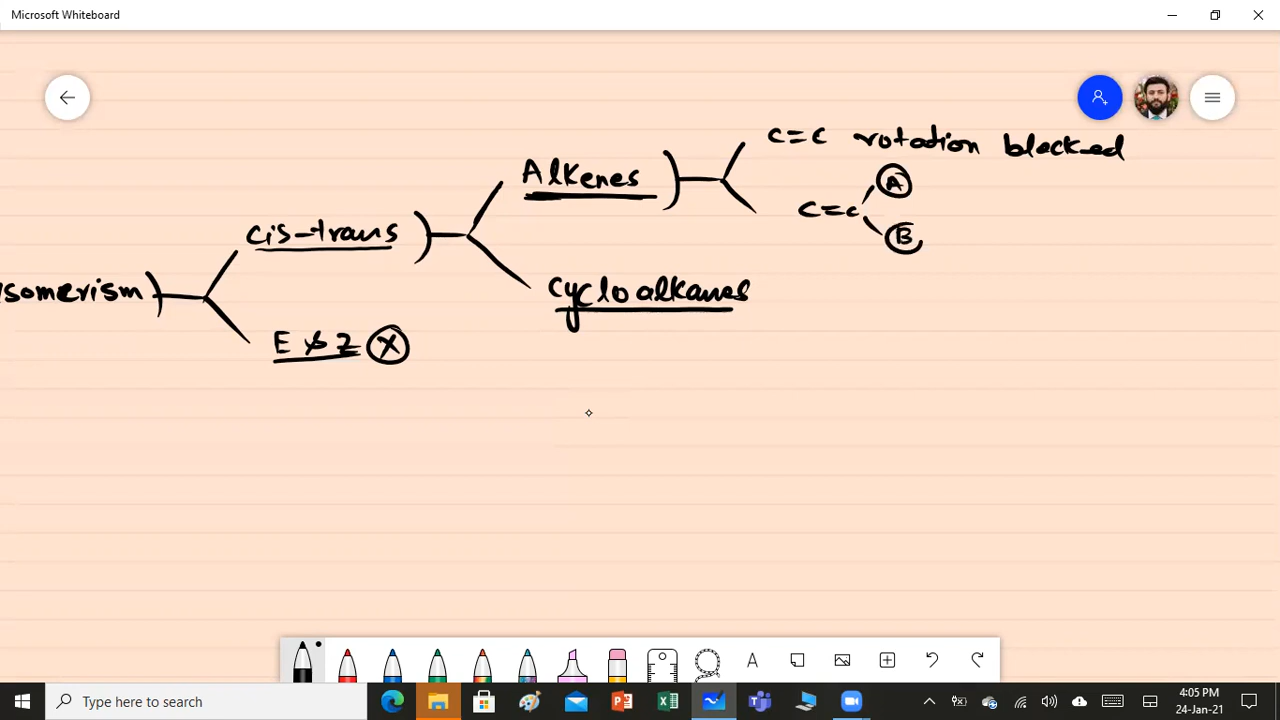 Microsoft Whiteboard
C=C rotation blocked
Alkenes
A
C=C
B
cis-trans
somerism
cycloalkanes
E & Z X
Type here to search
4:05 PM
24-Jan-21